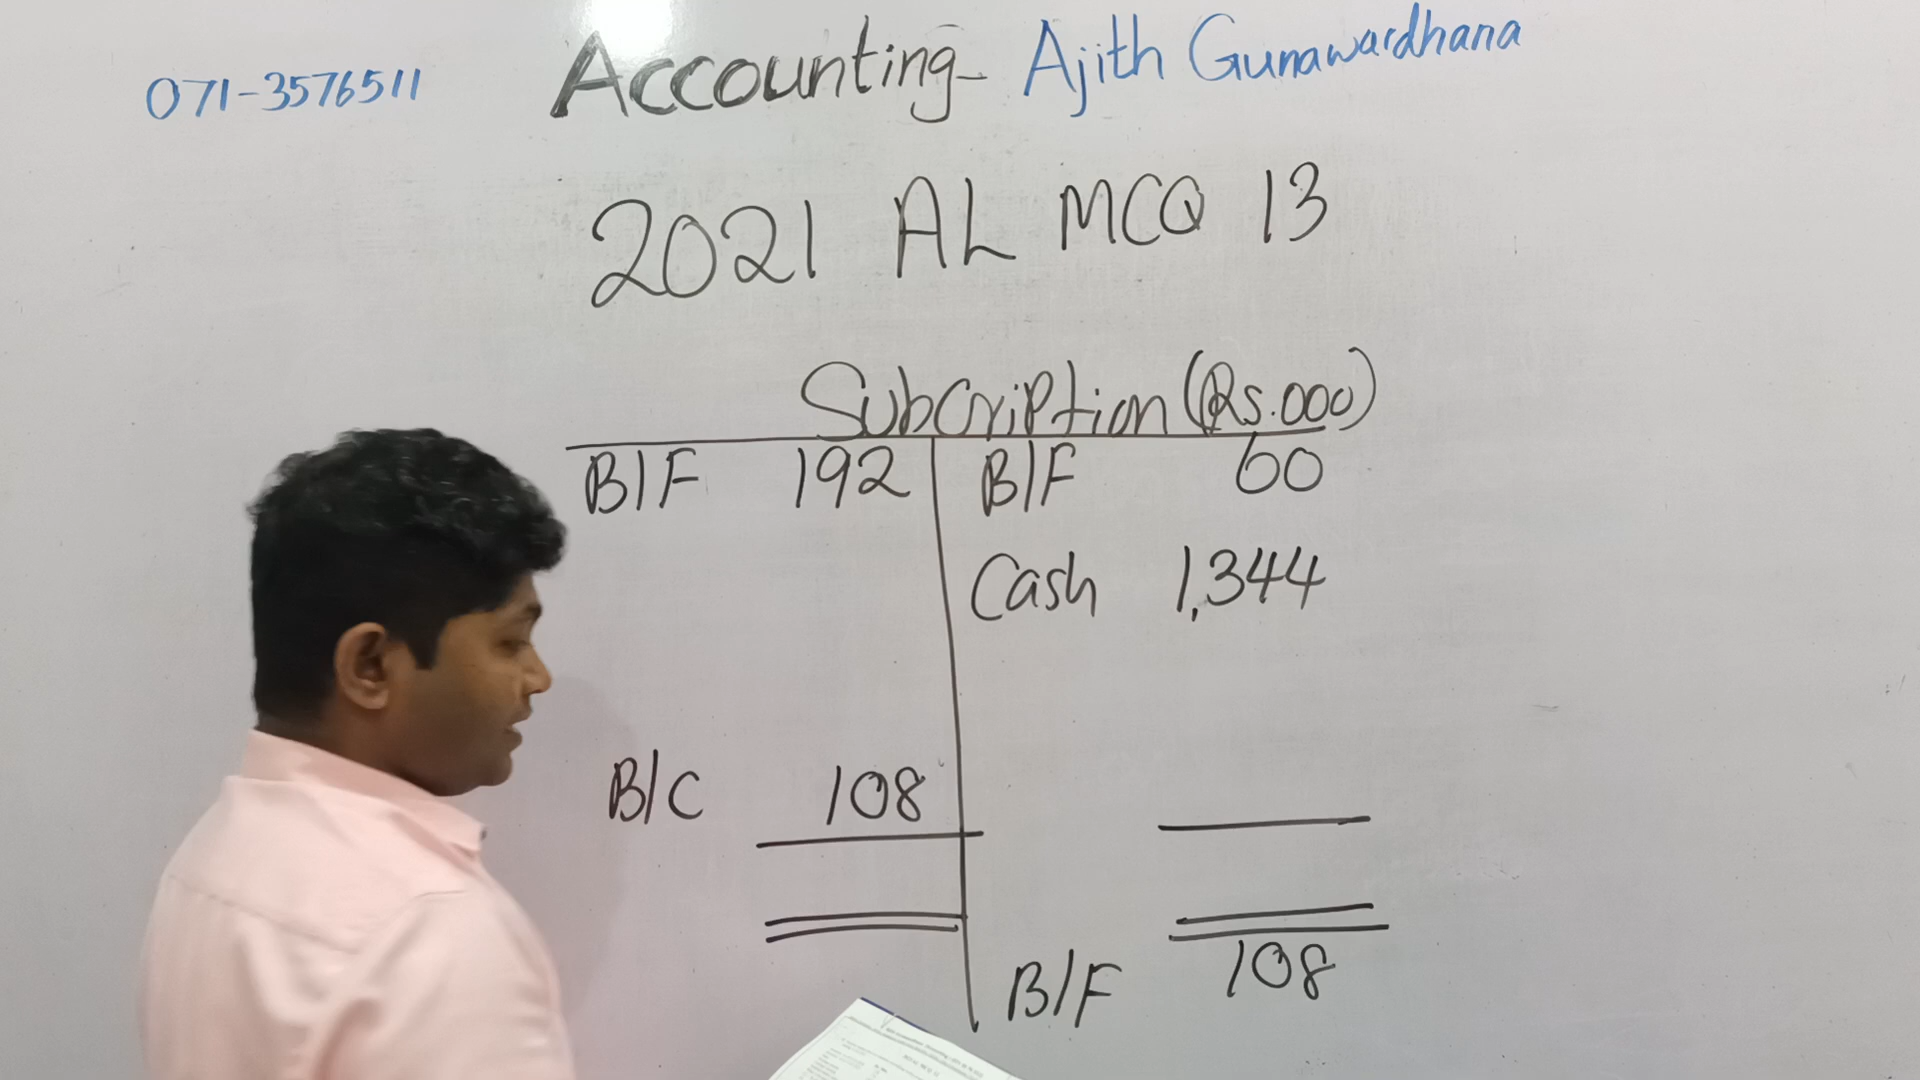 071-3576511 Accounting- Ajith Gunawardhana
2021 AL MCQ 13
Subcription (Rs.000)
B/F 192 B/F 60
Cash 1,344
B/C 108
B/F 108